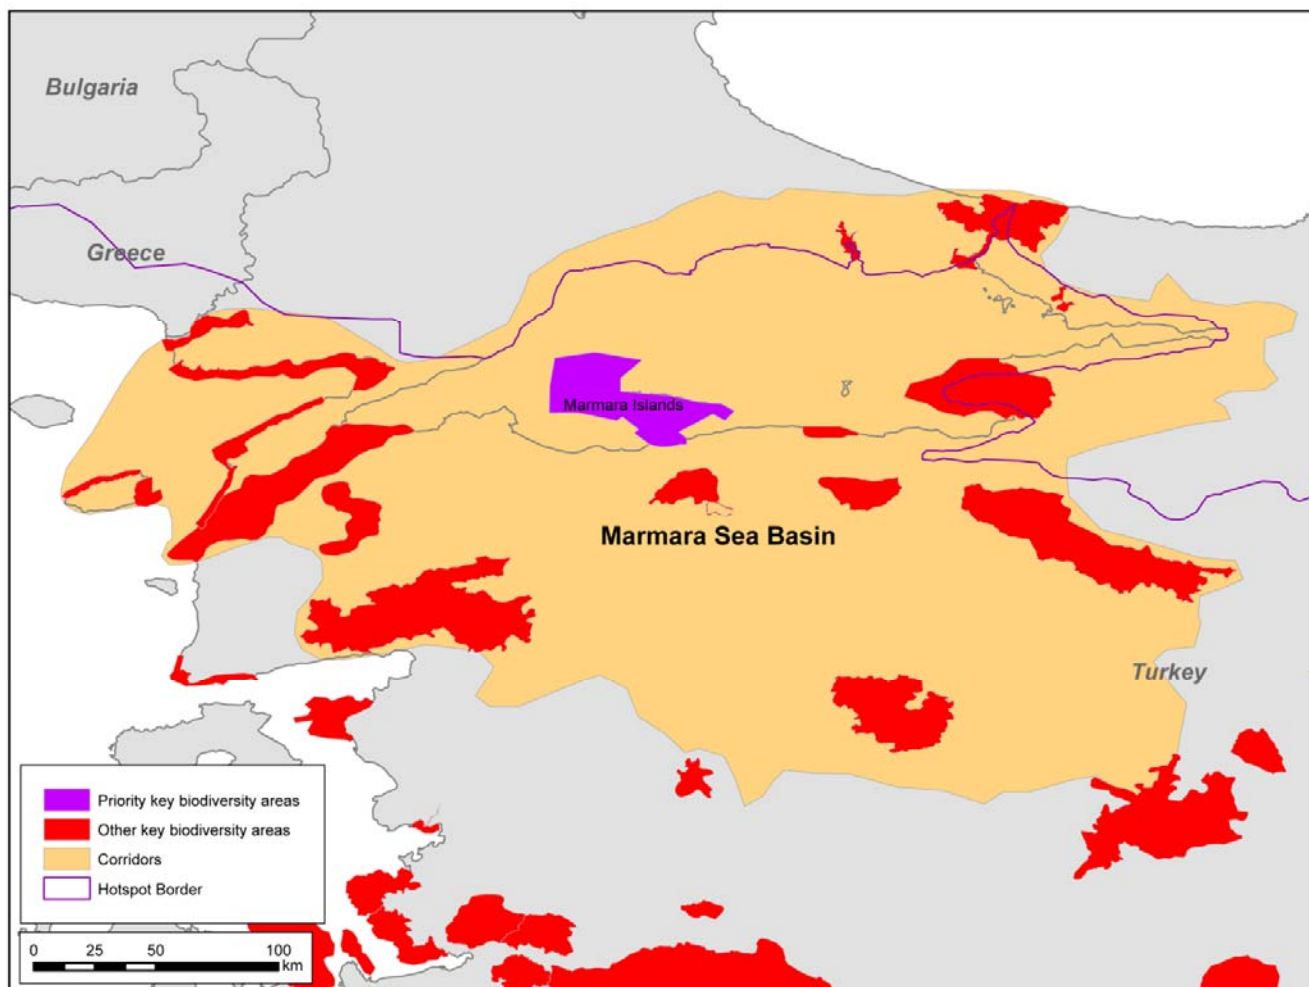 Bulgaria
Greece
Marmara Islands
Marmara Sea Basin
Turkey
Priority key biodiversity areas
Other key biodiversity areas
Corridors
Hotspot Border
0 25 50 100
km